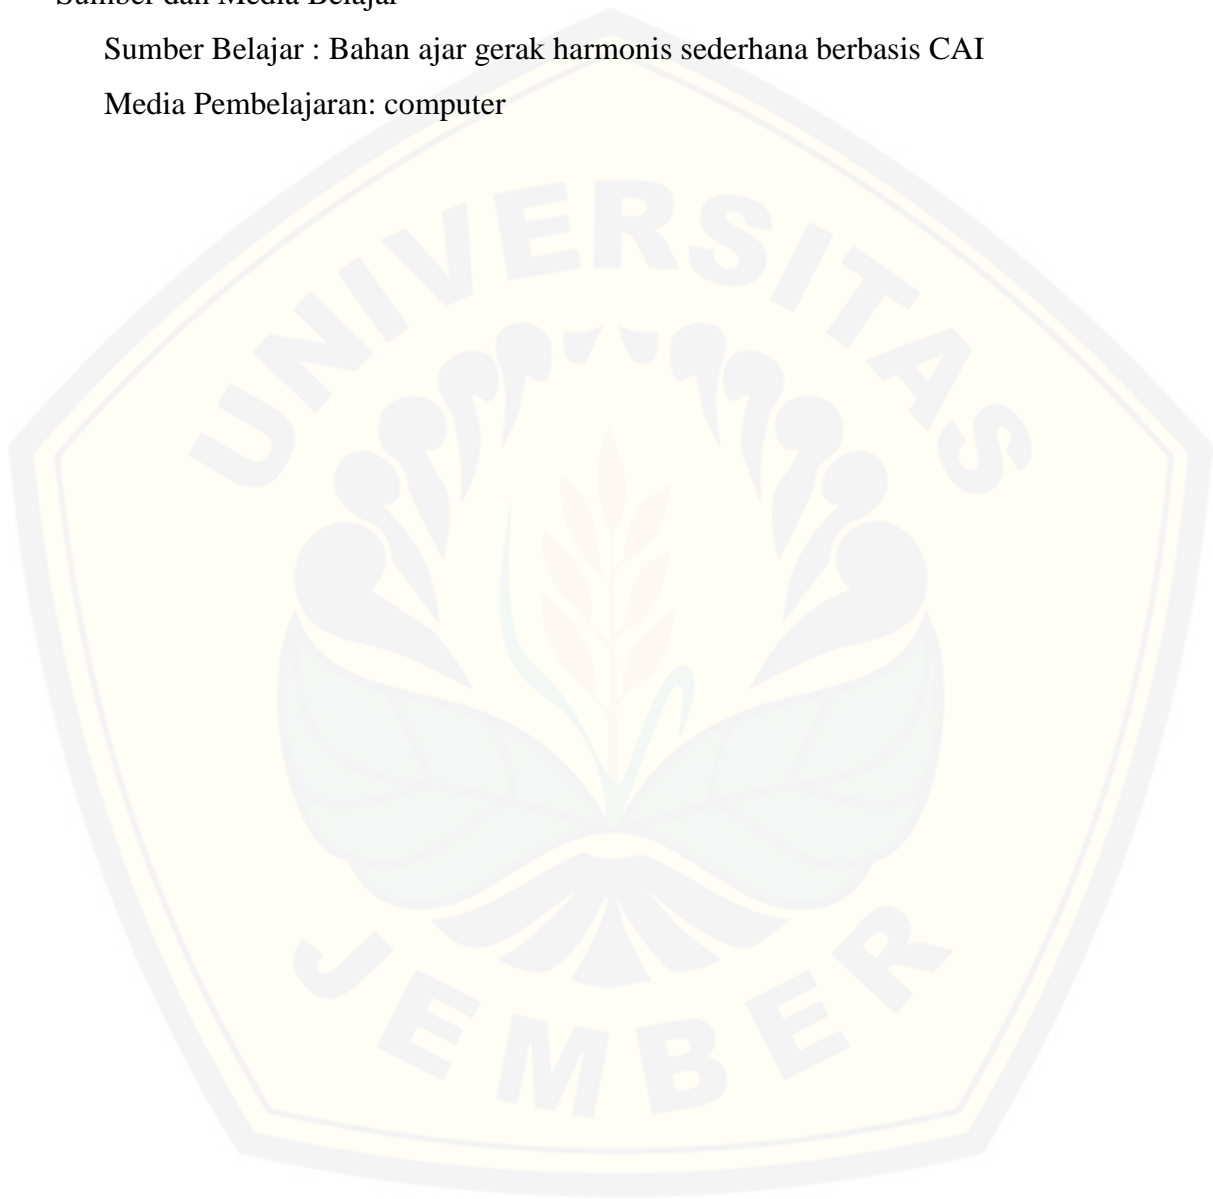 Sumber dan Media Belajar
Sumber Belajar : Bahan ajar gerak harmonis sederhana berbasis CAI
Media Pembelajaran: computer
UNIVERSITAS
JEMBER